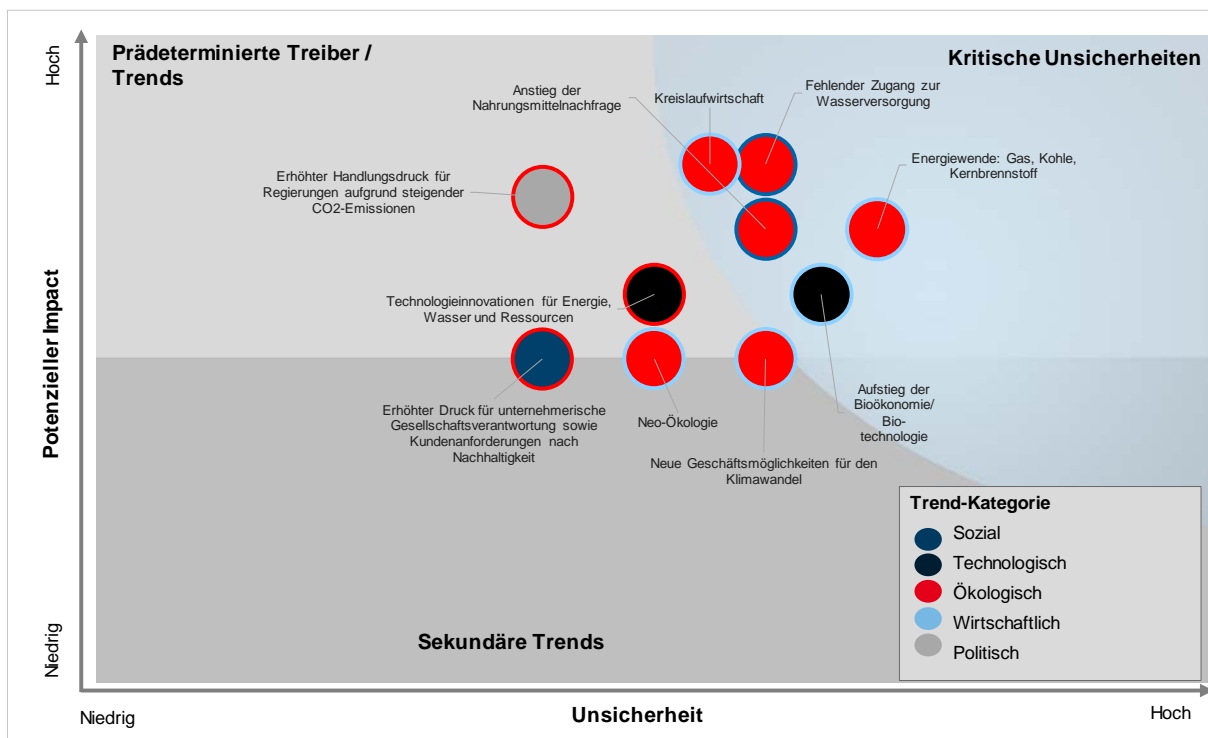 Hoch
Prädeterminierte Treiber /
Trends
Kritische Unsicherheiten
Anstieg der
Nahrungsmittelnachfrage
Kreislaufwirtschaft
Fehlender Zugang zur
Wasserversorgung
Energiewende: Gas, Kohle,
Kernbrennstoff
Erhöhter Handlungsdruck für
Regierungen aufgrund steigender
CO2-Emissionen
Technologieinnovationen für Energie,
Wasser und Ressourcen
Potenzieller Impact
Erhöhter Druck für unternehmerische
Gesellschaftsverantwortung sowie
Kundenanforderungen nach
Nachhaltigkeit
Neo-Ökologie
Neue Geschäftsmöglichkeiten für den
Klimawandel
Aufstieg der
Bioökonomie/
Bio-
technologie
Trend-Kategorie
Sozial
Technologisch
Ökologisch
Wirtschaftlich
Politisch
Sekundäre Trends
Niedrig
Niedrig
Unsicherheit
Hoch